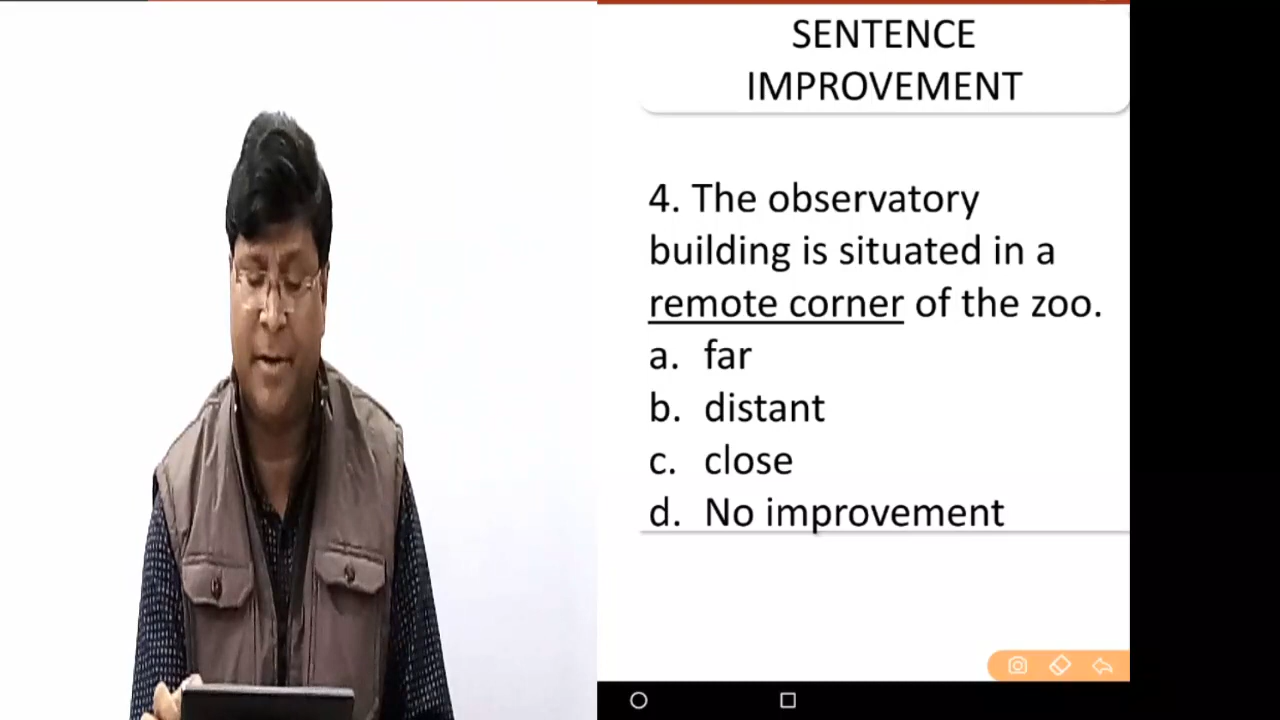 SENTENCE
IMPROVEMENT
4. The observatory
building is situated in a
remote corner of the zoo.
a. far
b. distant
c. close
d. No improvement